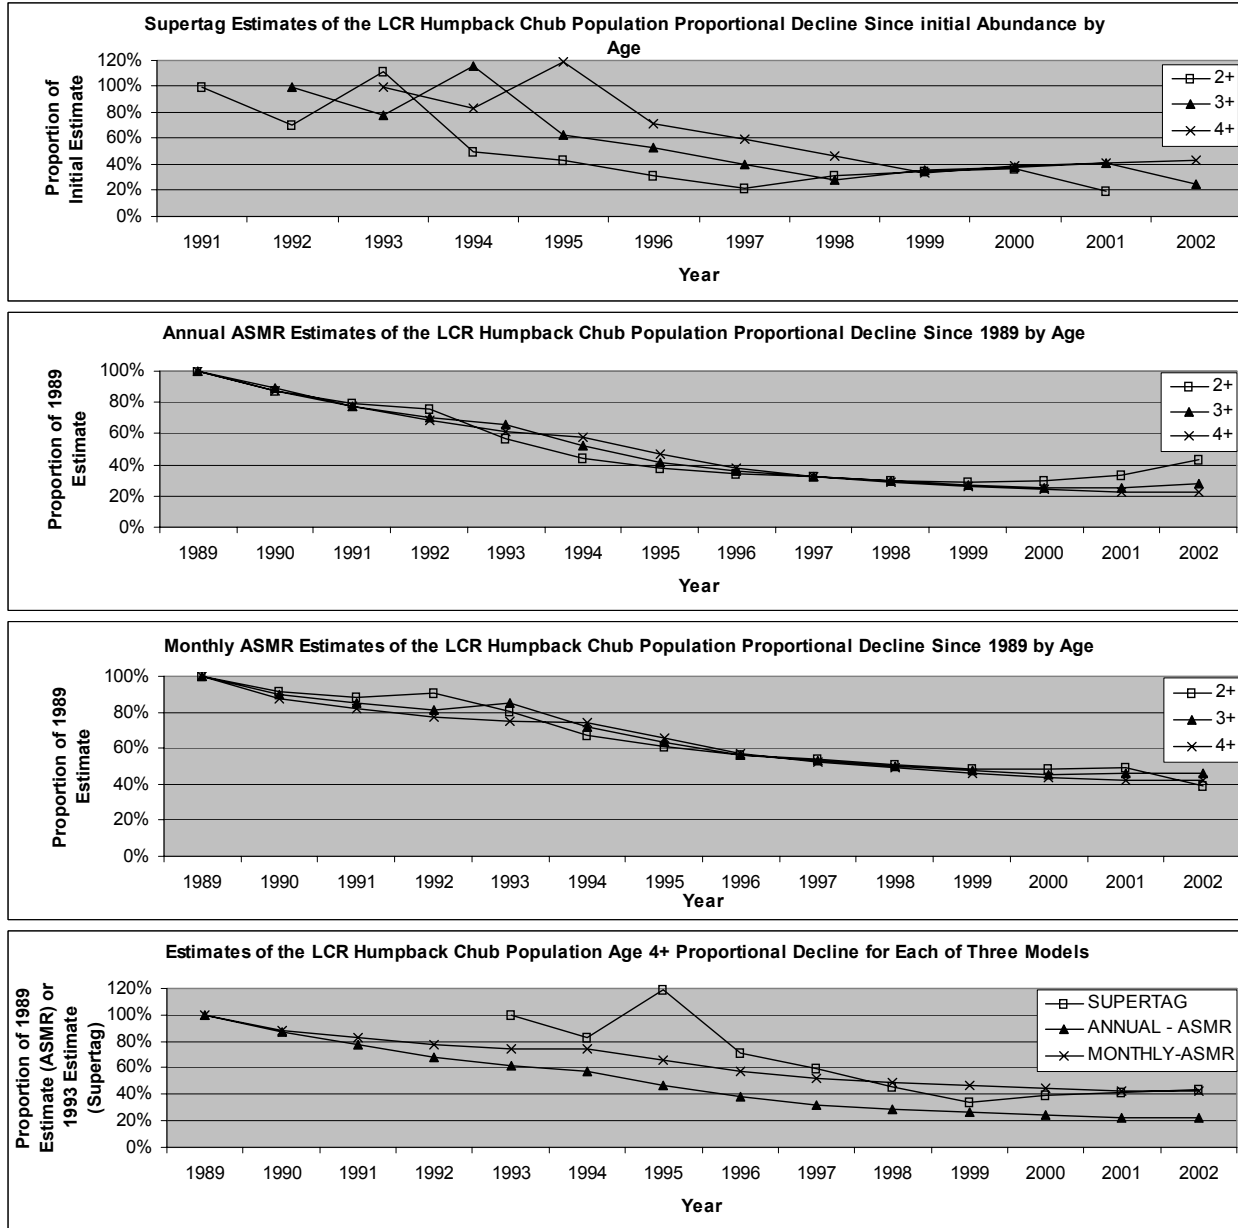 Supertag Estimates of the LCR Humpback Chub Population Proportional Decline Since initial Abundance by
Age
Proportion of
Initial Estimate
120%
100%
80%
60%
40%
20%
0%
2+
3+
4+
1991 1992 1993 1994 1995 1996 1997 1998 1999 2000 2001 2002
Year
Annual ASMR Estimates of the LCR Humpback Chub Population Proportional Decline Since 1989 by Age
Proportion of 1989
Estimate
100%
80%
60%
40%
20%
0%
2+
3+
4+
1989 1990 1991 1992 1993 1994 1995 1996 1997 1998 1999 2000 2001 2002
Year
Monthly ASMR Estimates of the LCR Humpback Chub Population Proportional Decline Since 1989 by Age
Proportion of 1989
Estimate
100%
80%
60%
40%
20%
0%
2+
3+
4+
1989 1990 1991 1992 1993 1994 1995 1996 1997 1998 1999 2000 2001 2002
Year
Estimates of the LCR Humpback Chub Population Age 4+ Proportional Decline for Each of Three Models
Proportion of 1989
Estimate (ASMR) or
1993 Estimate
(Supertag)
120%
100%
80%
60%
40%
20%
0%
SUPERTAG
ANNUAL - ASMR
MONTHLY-ASMR
1989 1990 1991 1992 1993 1994 1995 1996 1997 1998 1999 2000 2001 2002
Year